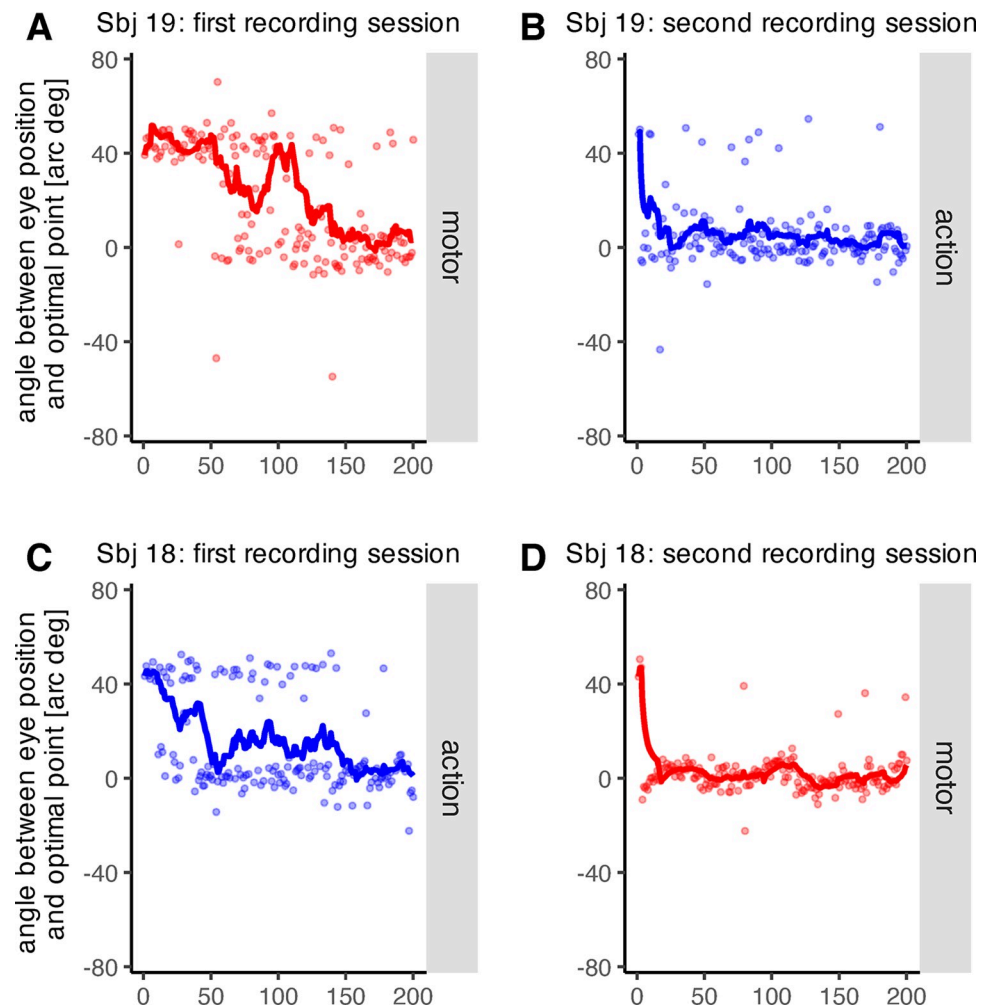 A Sbj 19: first recording session
angle between eye position
and optimal point [arc deg]
80
40
0
-40
-80
0 50 100 150 200
motor
B Sbj 19: second recording session
80
40
0
-40
-80
0 50 100 150 200
action
C Sbj 18: first recording session
angle between eye position
and optimal point [arc deg]
80
40
0
-40
-80
0 50 100 150 200
action
D Sbj 18: second recording session
80
40
0
-40
-80
0 50 100 150 200
motor